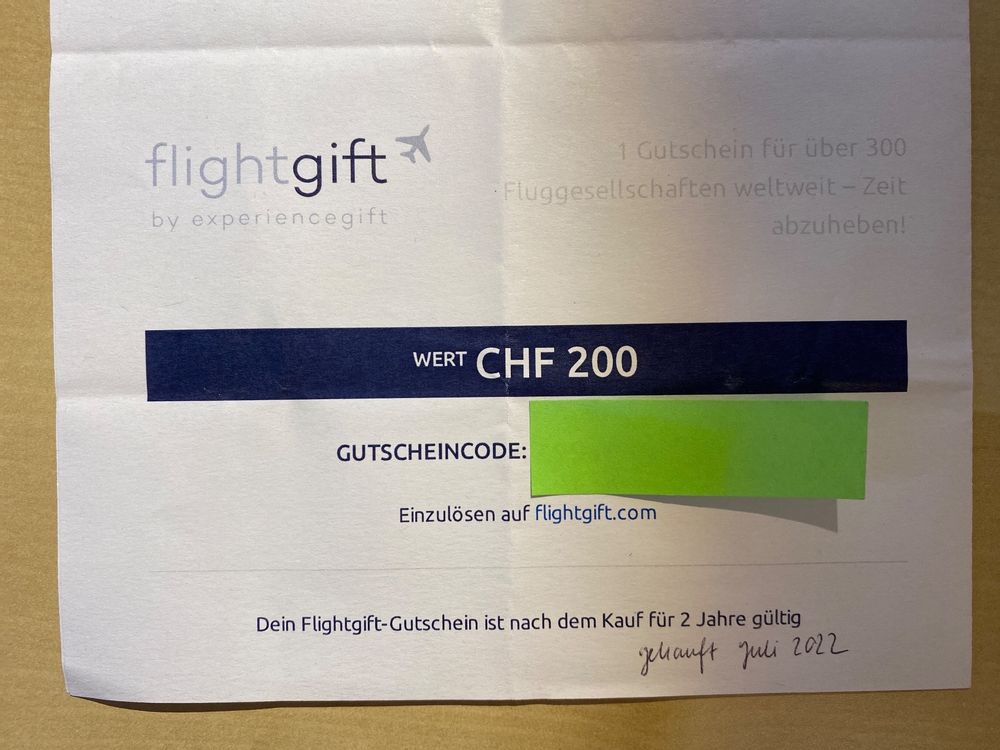 flightgift
by experiencegift
1 Gutschein für über 300
Fluggesellschaften weltweit – Zeit
abzuheben!
WERT CHF 200
GUTSCHEINCODE:
Einzulösen auf flightgift.com
Dein Flightgift-Gutschein ist nach dem Kauf für 2 Jahre gültig
gekauft Juli 2022